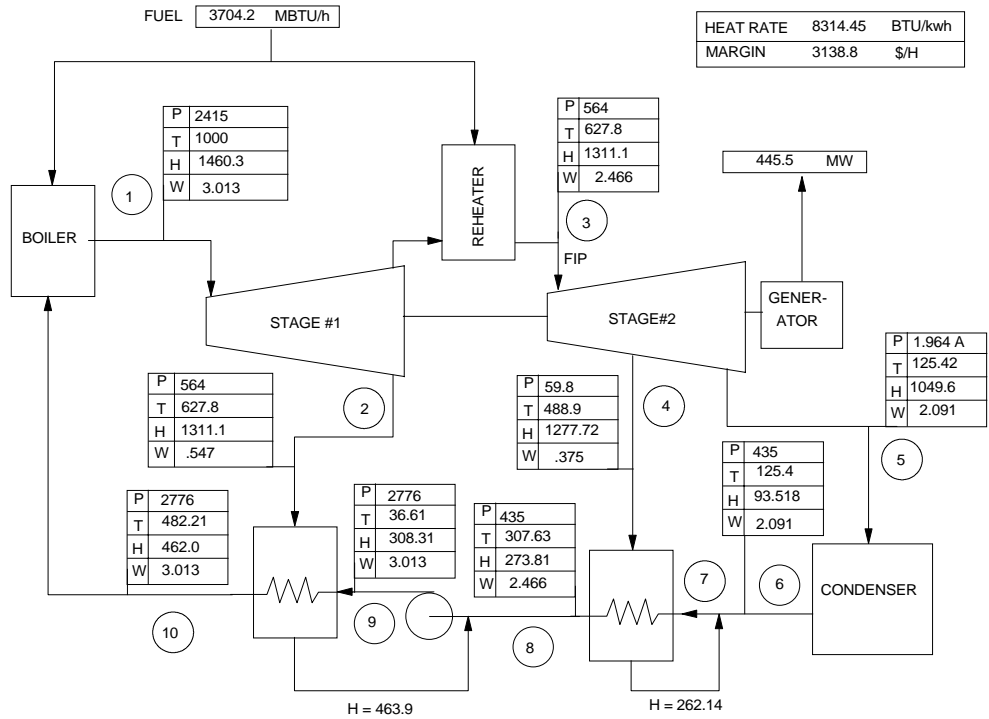 FUEL 3704.2 MBTU/h
HEAT RATE 8314.45 BTU/kwh
MARGIN 3138.8 $/H
P 2415
T 1000
H 1460.3
W 3.013
P 564
T 627.8
H 1311.1
W 2.466
445.5 MW
1
3
BOILER
REHEATER
FIP
STAGE #1
STAGE#2
GENER-
ATOR
P 1.964 A
T 125.42
H 1049.6
W 2.091
P 564
T 627.8
H 1311.1
W .547
2
P 59.8
T 488.9
H 1277.72
W .375
4
5
P 435
T 125.4
H 93.518
W 2.091
P 2776
T 482.21
H 462.0
W 3.013
P 2776
T 36.61
H 308.31
W 3.013
P 435
T 307.63
H 273.81
W 2.466
7
6
CONDENSER
10
9
8
H = 463.9
H = 262.14